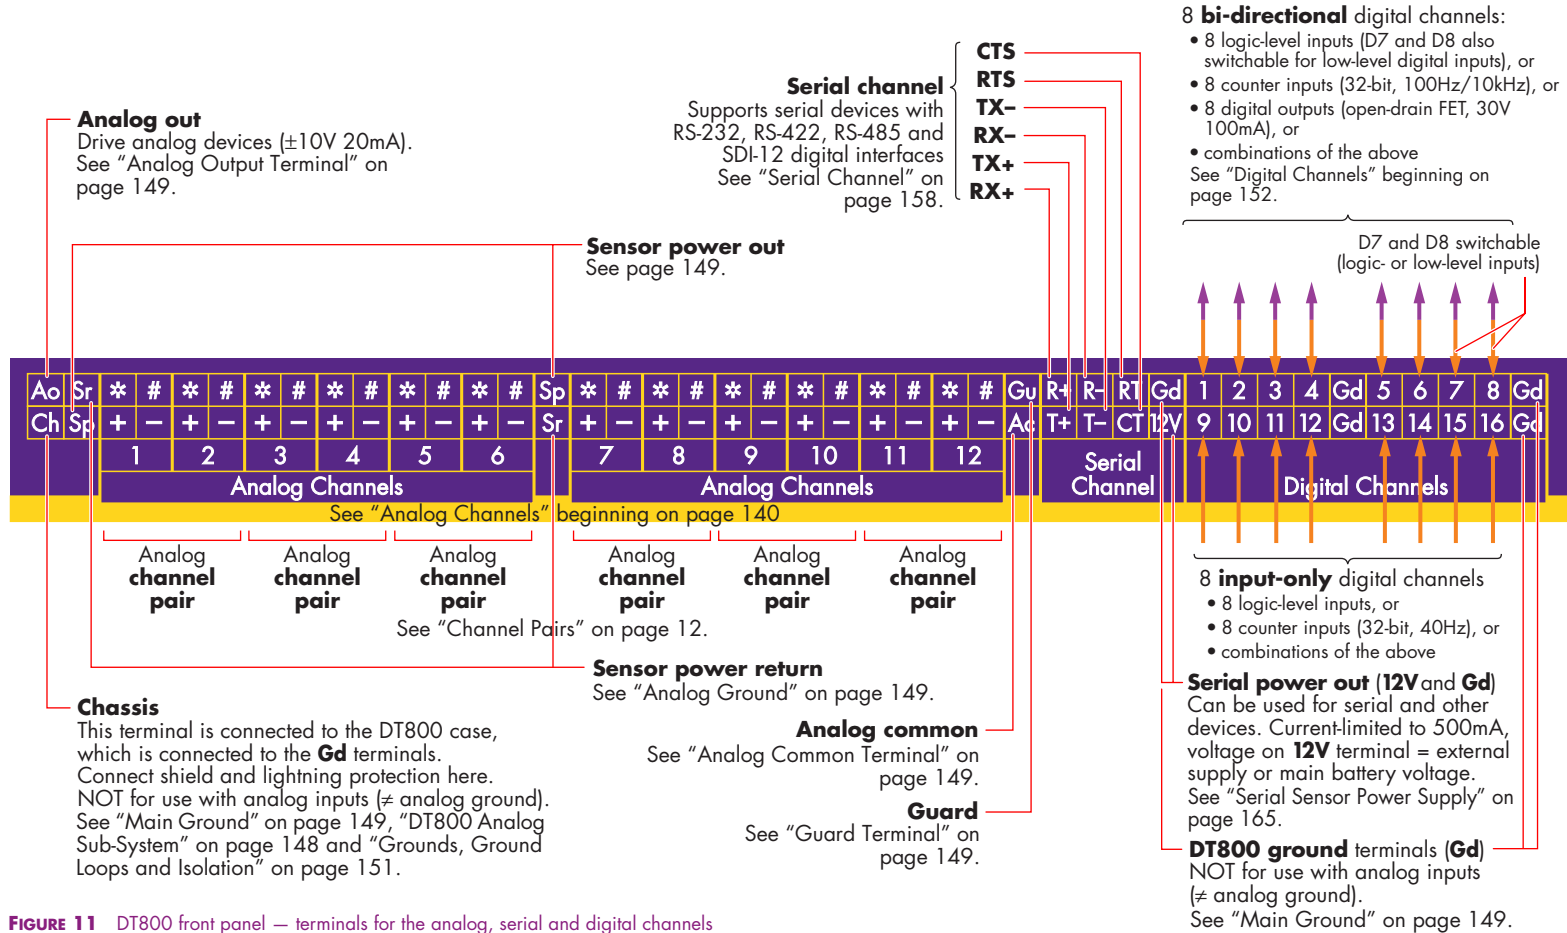 8 bi-directional digital channels:
• 8 logic-level inputs (D7 and D8 also
switchable for low-level digital inputs), or
• 8 counter inputs (32-bit, 100Hz/10kHz), or
• 8 digital outputs (open-drain FET, 30V
100mA), or
• combinations of the above
See “Digital Channels” beginning on
page 152.
D7 and D8 switchable
(logic- or low-level inputs)
CTS
RTS
TX–
RX–
TX+
RX+
Serial channel
Supports serial devices with
RS-232, RS-422, RS-485 and
SDI-12 digital interfaces
See “Serial Channel” on
page 158.
Analog out
Drive analog devices (±10V 20mA).
See “Analog Output Terminal” on
page 149.
Sensor power out
See page 149.
Ao Sr * # * # * # * # * # * # Sp * # * # * # * # * # * # Gu R+ R– RT Gd 1 2 3 4 Gd 5 6 7 8 Gd
Ch Sp + – + – + – + – + – + – Sr + – + – + – + – + – + – Ac T+ T– CT 12V 9 10 11 12 Gd 13 14 15 16 Gd
1 2 3 4 5 6 7 8 9 10 11 12
Analog Channels
Analog Channels
Serial
Channel
Digital Channels
See “Analog Channels” beginning on page 140
Analog
channel
pair
Analog
channel
pair
Analog
channel
pair
Analog
channel
pair
Analog
channel
pair
Analog
channel
pair
See “Channel Pairs” on page 12.
8 input-only digital channels
• 8 logic-level inputs, or
• 8 counter inputs (32-bit, 40Hz), or
• combinations of the above
Sensor power return
See “Analog Ground” on page 149.
Chassis
This terminal is connected to the DT800 case,
which is connected to the Gd terminals.
Connect shield and lightning protection here.
NOT for use with analog inputs (≠ analog ground).
See “Main Ground” on page 149, “DT800 Analog
Sub-System” on page 148 and “Grounds, Ground
Loops and Isolation” on page 151.
Analog common
See “Analog Common Terminal” on
page 149.
Guard
See “Guard Terminal” on
page 149.
Serial power out (12V and Gd)
Can be used for serial and other
devices. Current-limited to 500mA,
voltage on 12V terminal = external
supply or main battery voltage.
See “Serial Sensor Power Supply” on
page 165.
DT800 ground terminals (Gd)
NOT for use with analog inputs
(≠ analog ground).
See “Main Ground” on page 149.
FIGURE 11 DT800 front panel — terminals for the analog, serial and digital channels